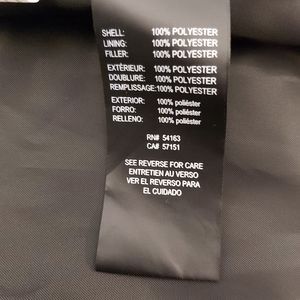 SHELL: 100% POLYESTER
LINING: 100% POLYESTER
FILLER: 100% POLYESTER
EXTÉRIEUR: 100% POLYESTER
DOUBLURE: 100% POLYESTER
REMPLISSAGE: 100% POLYESTER
EXTERIOR: 100% poliéster
FORRO: 100% poliéster
RELLENO: 100% poliéster
RN# 54163
CA# 57151
SEE REVERSE FOR CARE
ENTRETIEN AU VERSO
VER EL REVERSO PARA
EL CUIDADO